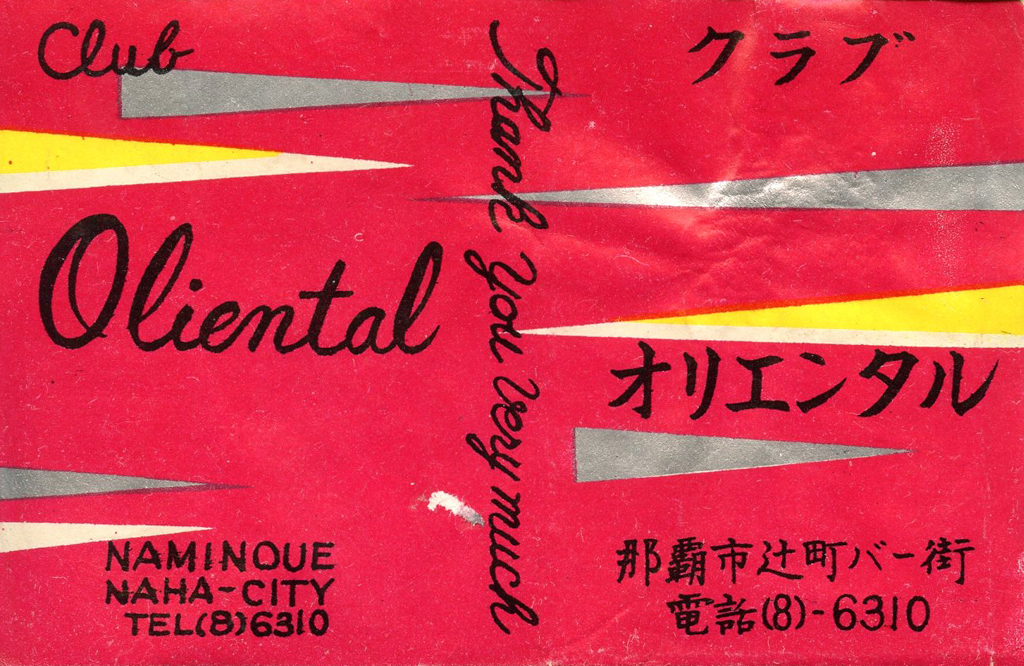 Club
Oliental
NAMINOUE
NAHA-CITY
TEL(8)6310
Thank you very much
クラブ
オリエンタル
那覇市辻町バー街
電話(8)-6310